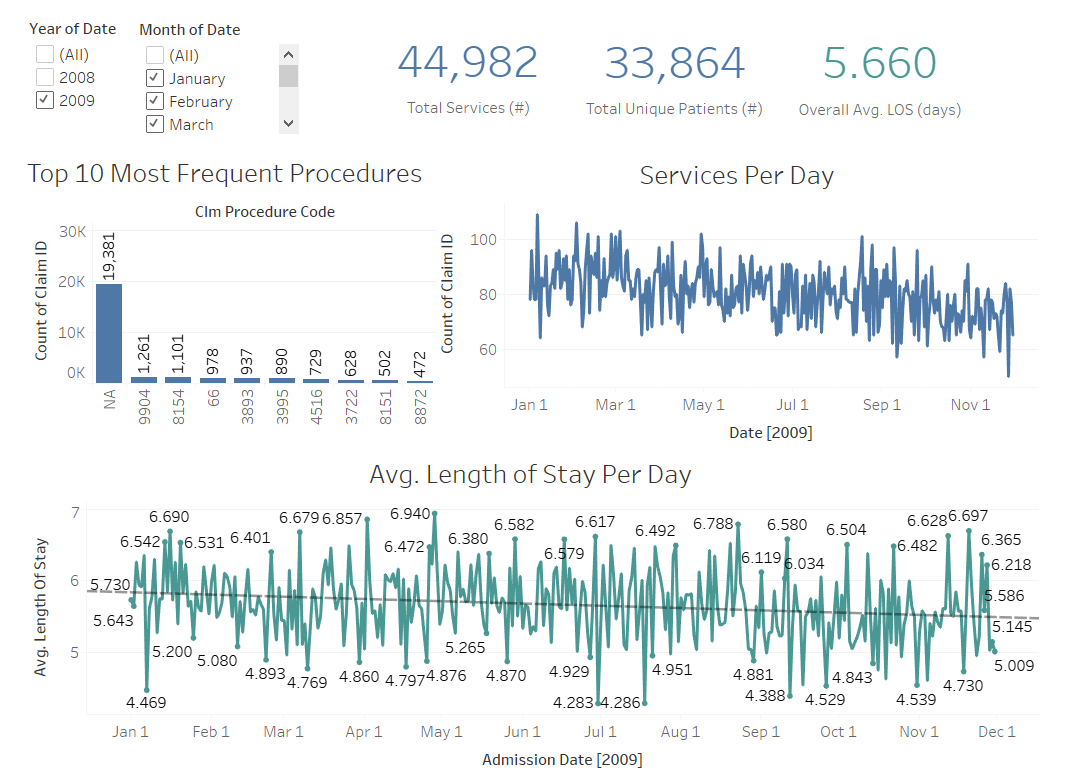 Year of Date
(All)
2008
2009
Month of Date
(All)
January
February
March
44,982
Total Services (#)
33,864
Total Unique Patients (#)
5.660
Overall Avg. LOS (days)
Top 10 Most Frequent Procedures
Clm Procedure Code
Count of Claim ID
30K
20K
10K
0K
19,381
1,261
1,101
978
937
890
729
628
502
472
NA
9904
8154
66
3893
3995
4516
3722
8151
8872
Services Per Day
Count of Claim ID
100
80
60
Jan 1
Mar 1
May 1
Jul 1
Sep 1
Nov 1
Date [2009]
Avg. Length of Stay Per Day
Avg. Length Of Stay
7
6
5
5.730
5.643
4.469
6.542
6.690
6.531
5.200
5.080
6.401
4.893
6.679
4.769
6.857
4.860
4.797
6.472
6.940
4.876
5.265
6.380
4.870
6.582
6.579
4.929
6.617
4.283
4.286
4.951
6.492
6.788
4.881
6.119
6.580
6.034
4.388
4.529
6.504
4.843
6.482
4.539
6.628
4.730
6.697
6.365
6.218
5.586
5.145
5.009
Jan 1
Feb 1
Mar 1
Apr 1
May 1
Jun 1
Jul 1
Aug 1
Sep 1
Oct 1
Nov 1
Dec 1
Admission Date [2009]